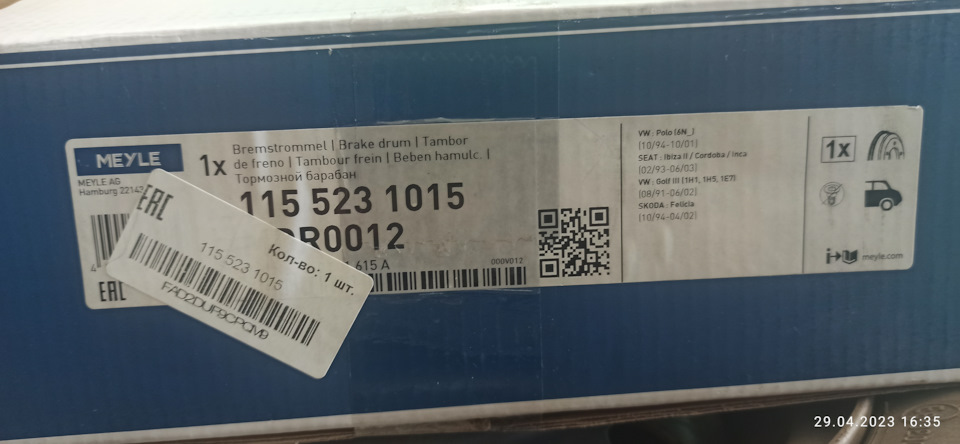 MEYLE
MEYLE AG
Hamburg
1x
Bremstrommel | Brake drum | Tambor
de freno | Tambour frein | Beben hamulc. |
Тормозной барабан
115 523 1015
R0012
615 A
000V012
4
EAC
EAC
Кол-во: 1 шт.
115 523 1015
VW : Polo (6N_)
(10/94-10/01)
SEAT : Ibiza II / Cordoba / Inca
(02/93-06/03)
VW : Golf III (1H1, 1H5, 1E7)
(08/91-06/02)
SKODA : Felicia
(10/94-04/02)
1x
meyle.com
29.04.2023 16:35